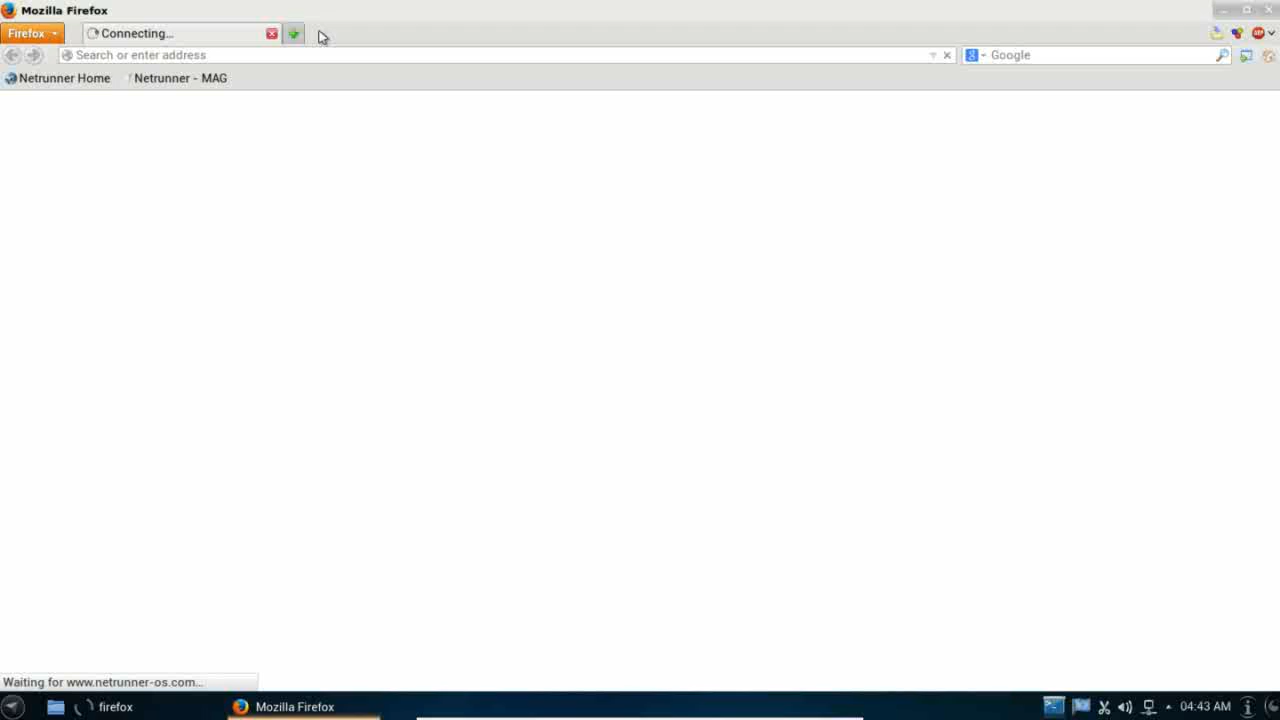 Mozilla Firefox
Firefox
Connecting...
Search or enter address
Google
Netrunner Home
Netrunner - MAG
Waiting for www.netrunner-os.com...
firefox
Mozilla Firefox
04:43 AM